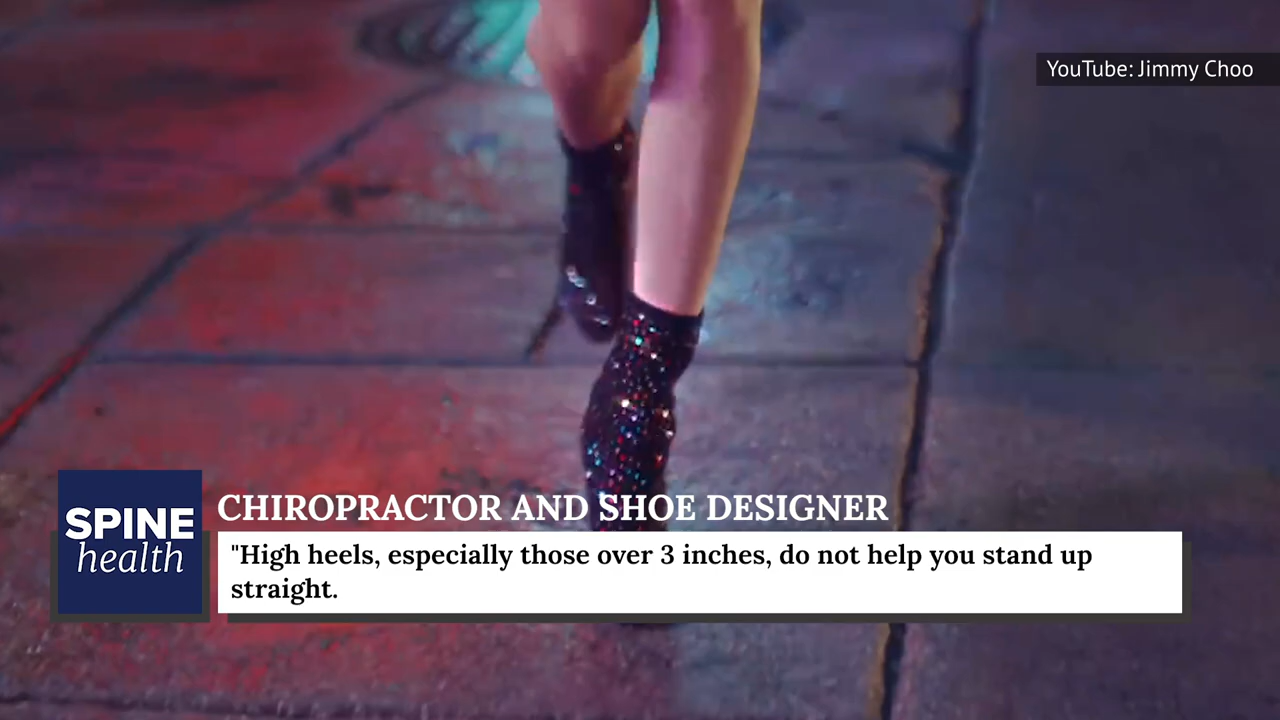 YouTube: Jimmy Choo
SPINE
health
CHIROPRACTOR AND SHOE DESIGNER
"High heels, especially those over 3 inches, do not help you stand up
straight.